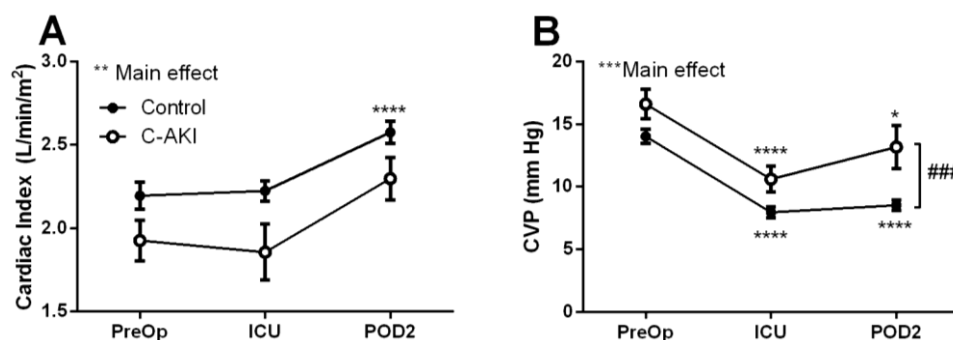 A
Cardiac Index (L/min/m²)
3.0
2.5
2.0
1.5
** Main effect
Control
C-AKI
****
PreOp
ICU
POD2
B
CVP (mm Hg)
20
15
10
5
0
***Main effect
****
*
****
****
###
PreOp
ICU
POD2